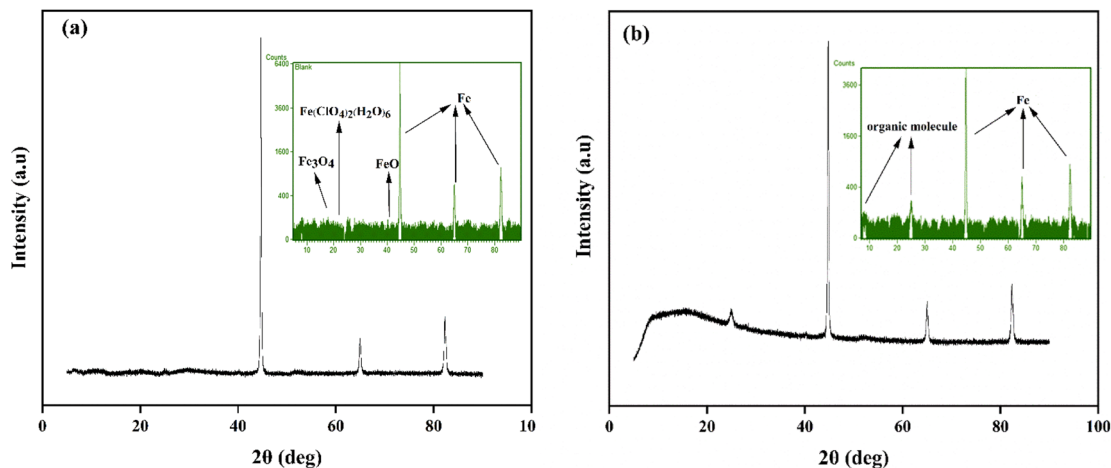 (a)
Counts
6400 Blank
3600
1600
400
0
Fe(ClO4)2(H2O)6
Fe3O4
FeO
Fe
10 20 30 40 50 60 70 80
Intensity (a.u)
0 20 40 60 80 10
2θ (deg)
(b)
Counts
3600
1600
400
0
organic molecule
Fe
10 20 30 40 50 60 70 80
Intensity (a.u)
0 20 40 60 80 100
2θ (deg)